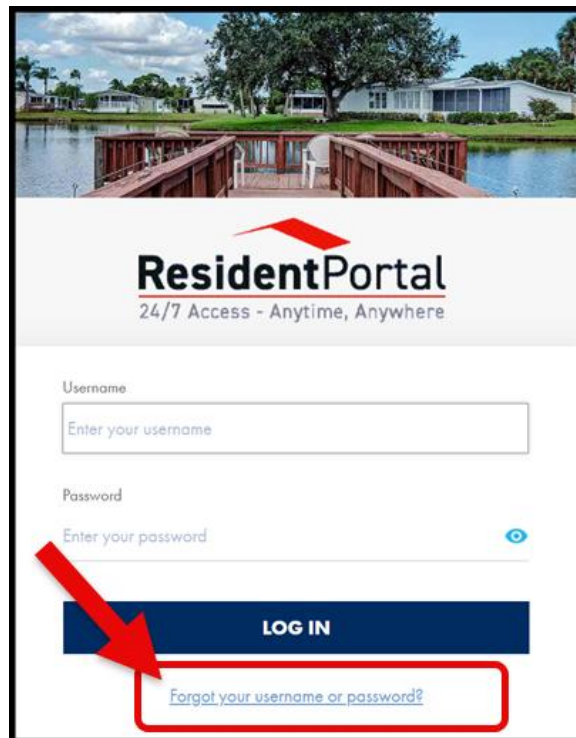 ResidentPortal
24/7 Access - Anytime, Anywhere
Username
Enter your username
Password
Enter your password
LOG IN
Forgot your username or password?